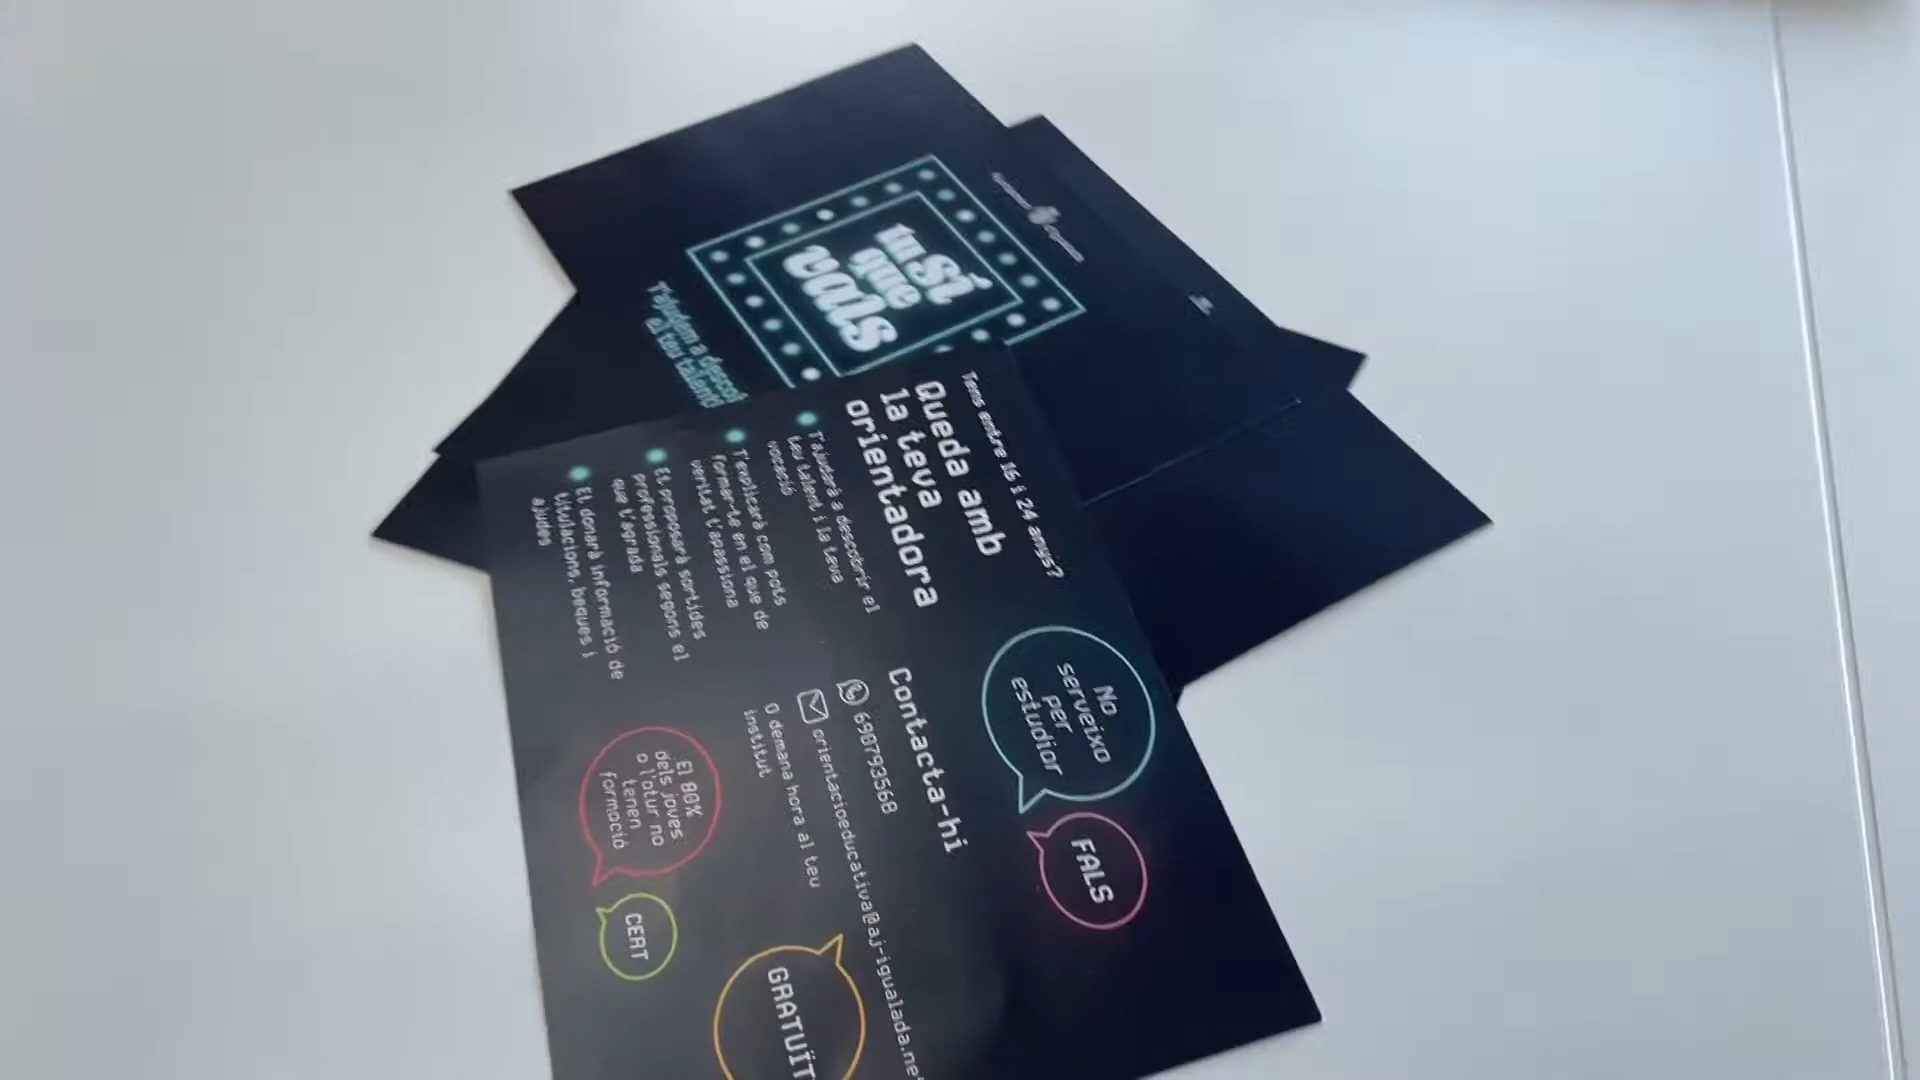 tu sí
que
vals
T'ajudem a descobrir
el teu talent!
Tens entre 16 i 24 anys?
Queda amb
la teva
orientadora
T'ajudarà a descobrir el
teu talent i la teva
vocació
T'explicarà com pots
formar-te en el que de
veritat t'apassiona
Et proposarà sortides
professionals segons el
que t'agrada
Et donarà informació de
titulacions, beques i
ajudes
No
serveixo
per
estudiar
FALS
Contacta-hi
690793568
orientacioeducativa@aj-igualada.net
O demana hora al teu
institut
El 80%
dels joves
a l'atur no
tenen
formació
CERT
GRATUÏT